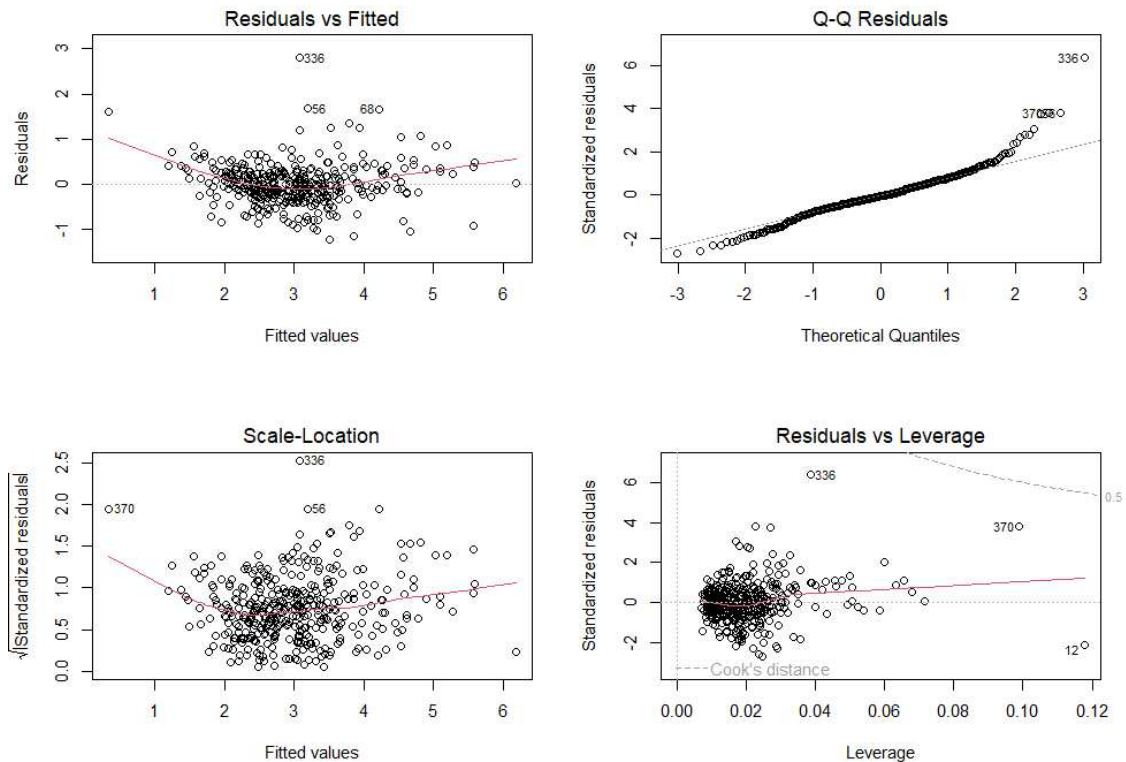 Residuals vs Fitted
Residuals
3
2
1
0
-1
336
56
68
1 2 3 4 5 6
Fitted values
Q-Q Residuals
Standardized residuals
6
4
2
0
-2
336
370
-3 -2 -1 0 1 2 3
Theoretical Quantiles
Scale-Location
√|Standardized residuals|
2.5
2.0
1.5
1.0
0.5
0.0
336
370
56
1 2 3 4 5 6
Fitted values
Residuals vs Leverage
Standardized residuals
6
4
2
0
-2
336
0.5
370
12
Cook's distance
0.00 0.02 0.04 0.06 0.08 0.10 0.12
Leverage